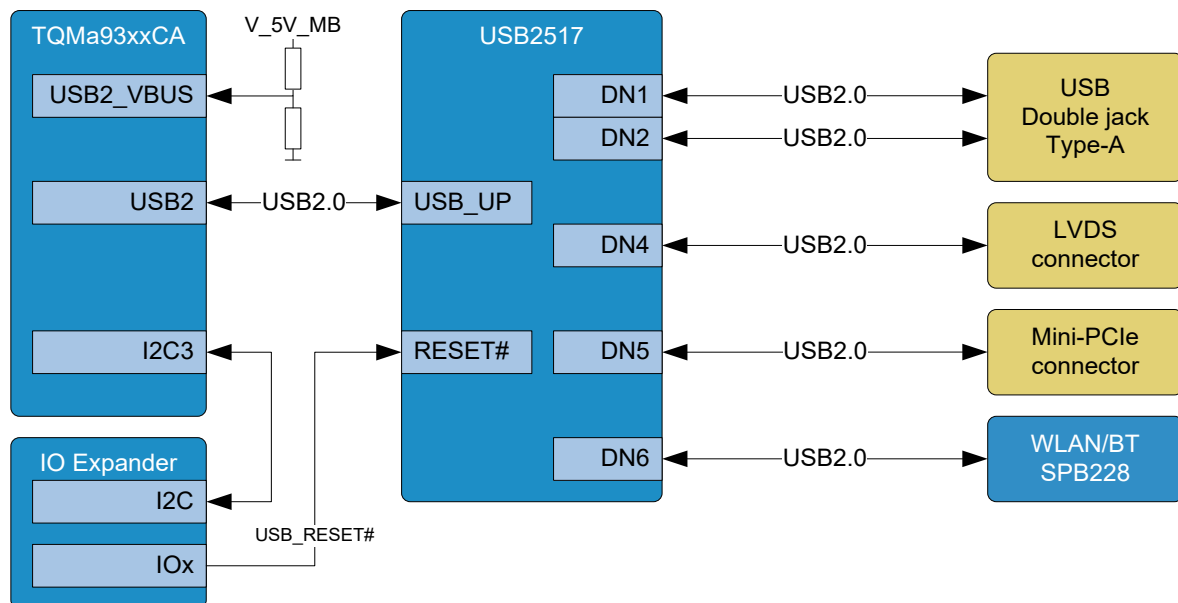 TQMa93xxCA
USB2_VBUS
USB2
I2C3
V_5V_MB
USB2.0
IO Expander
I2C
IOx
USB_RESET#
USB2517
USB_UP
RESET#
DN1
DN2
DN4
DN5
DN6
USB2.0
USB2.0
USB2.0
USB2.0
USB2.0
USB
Double jack
Type-A
LVDS
connector
Mini-PCIe
connector
WLAN/BT
SPB228